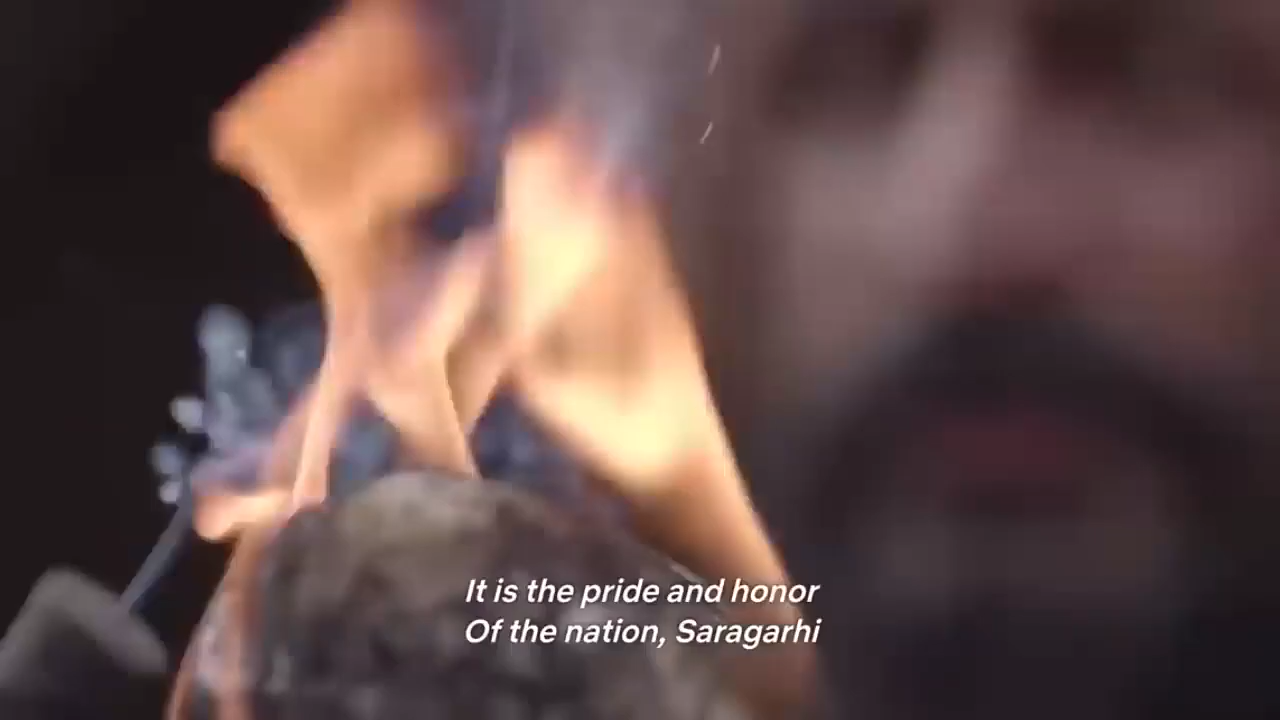 It is the pride and honor
Of the nation, Saragarhi